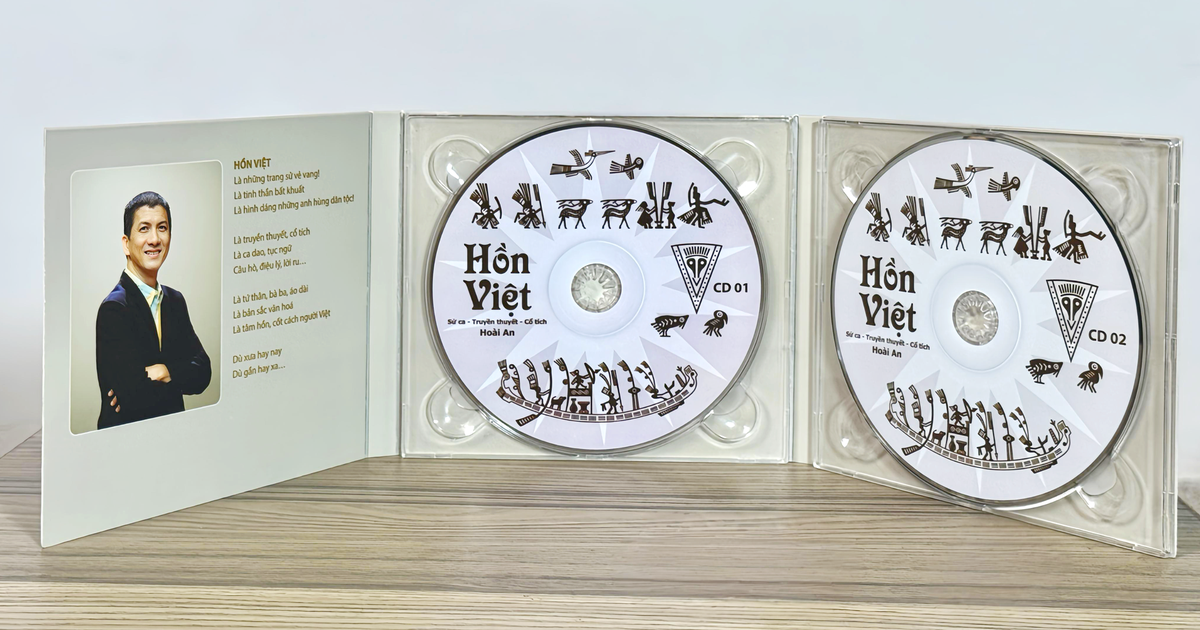 HỒN VIỆT
Là những trang sử vẻ vang!
Là tinh thần bất khuất
Là hình dáng những anh hùng dân tộc!
Là truyền thuyết, cổ tích
Là ca dao, tục ngữ
Câu hò, điệu lý, lời ru...
Là tứ thân, bà ba, áo dài
Là bản sắc văn hoá
Là tâm hồn, cốt cách người Việt
Dù xưa hay nay
Dù gần hay xa...
Hồn
Việt
Sử ca - Truyền thuyết - Cổ tích
Hoài An
CD 01
Hồn
Việt
Sử ca - Truyền thuyết - Cổ tích
Hoài An
CD 02